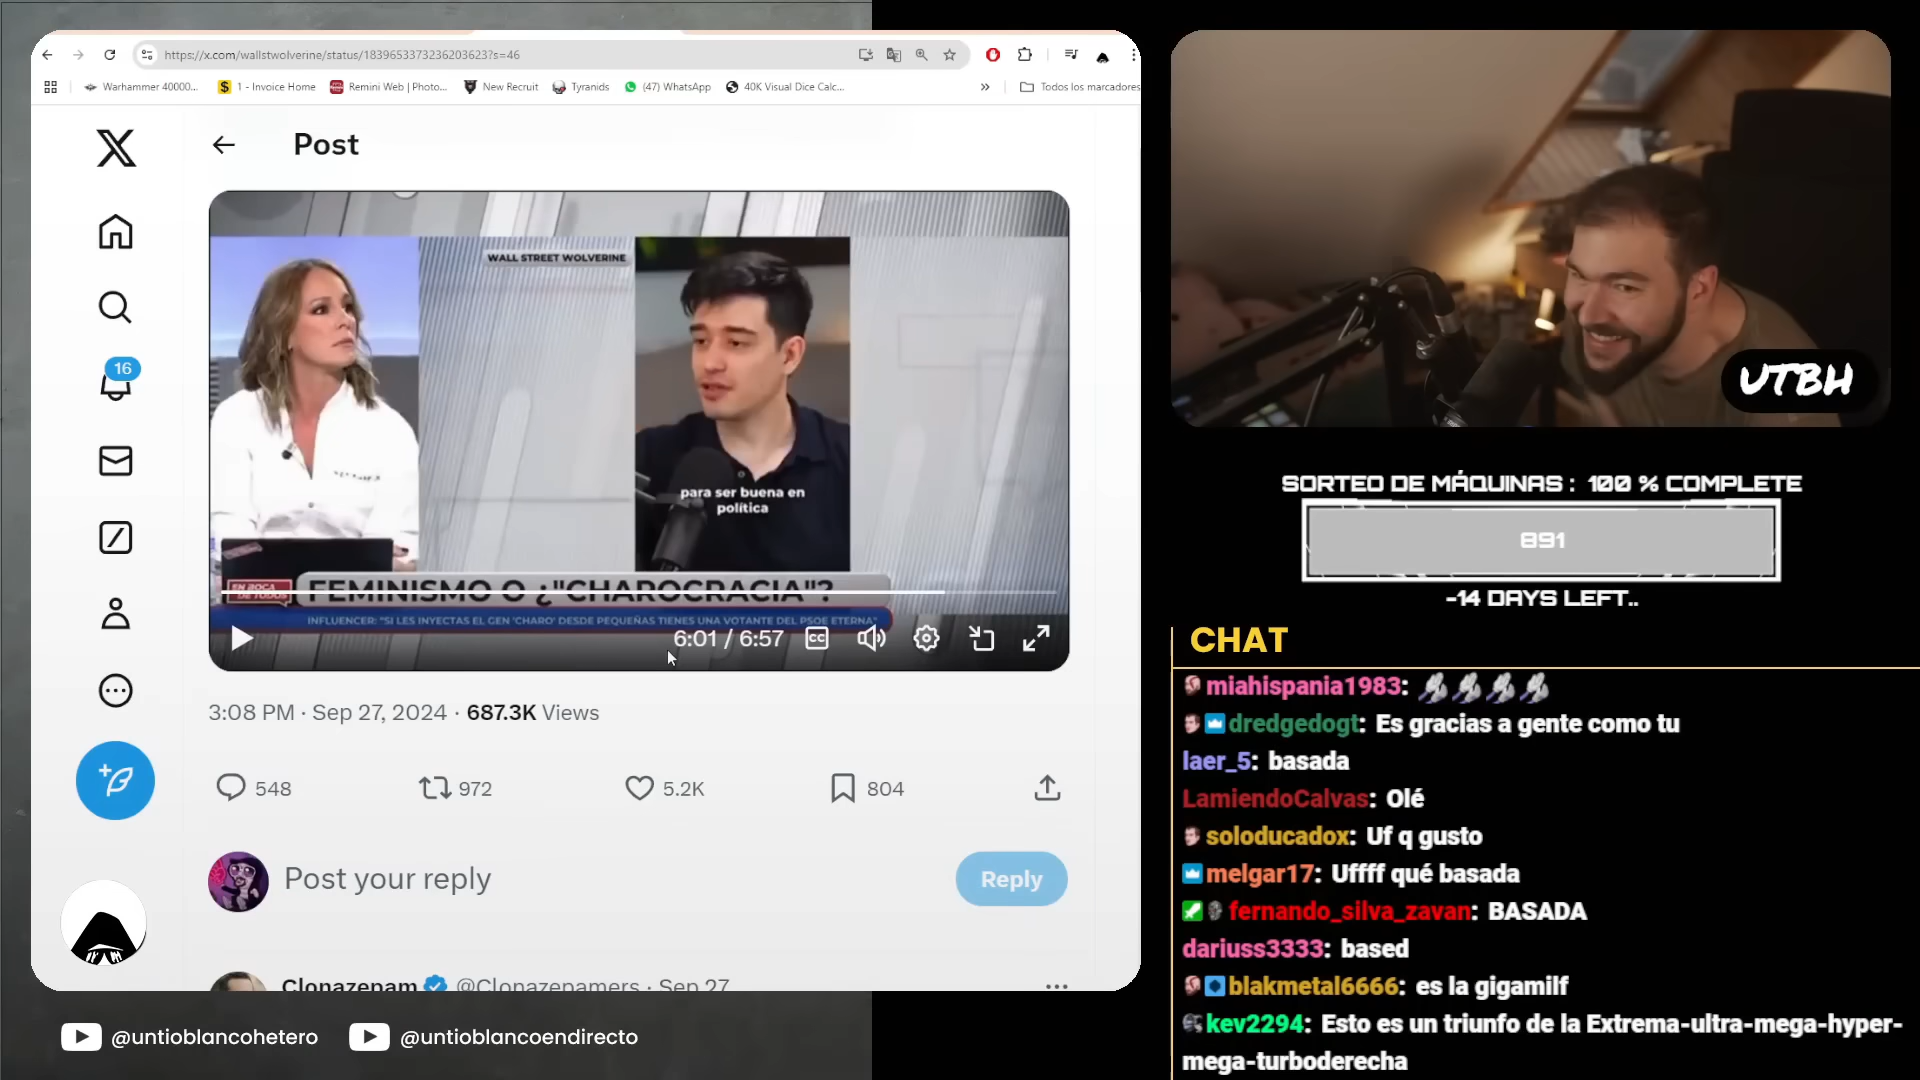 https://x.com/wallstwolverine/status/1839653373236203623?s=46
Warhammer 40000...
1 - Invoice Home
Remini Web | Photo...
New Recruit
Tyranids
(47) WhatsApp
40K Visual Dice Calc...
»
Todos los marcadores
Post
16
WALL STREET WOLVERINE
para ser buena en
política
EN BOCA
DE TODOS
FEMINISMO O ¿"CHAROCRACIA"?
INFLUENCER: "SI LES INYECTAS EL GEN 'CHARO' DESDE PEQUEÑAS TIENES UNA VOTANTE DEL PSOE ETERNA"
6:01 / 6:57
CC
3:08 PM · Sep 27, 2024 · 687.3K Views
548
972
5.2K
804
Post your reply
Reply
Clonazepam @Clonazepamers · Sep 27
@untioblancohetero
@untioblancoendirecto
UTBH
SORTEO DE MÁQUINAS : 100 % COMPLETE
891
-14 DAYS LEFT..
CHAT
miahispania1983:
dredgedogt: Es gracias a gente como tu
laer_5: basada
LamiendoCalvas: Olé
soloducadox: Uf q gusto
melgar17: Uffff qué basada
fernando_silva_zavan: BASADA
dariuss3333: based
blakmetal6666: es la gigamilf
kev2294: Esto es un triunfo de la Extrema-ultra-mega-hyper-
mega-turboderecha